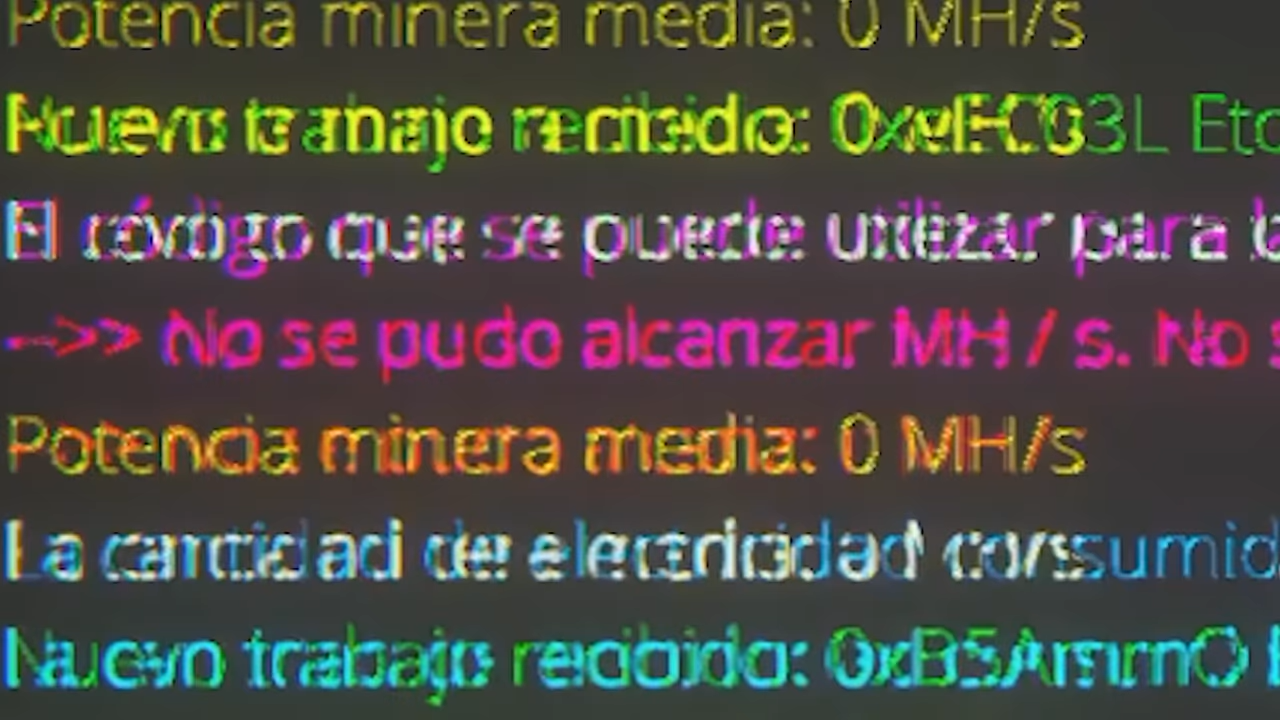 Potencia minera media: 0 MH/s
Nuevo trabajo recibido:
El código que se puede utilizar para
-->> No se pudo alcanzar MH / s. No
Potencia minera media: 0 MH/s
La cantidad de electricidad
Nuevo trabajo recibido: